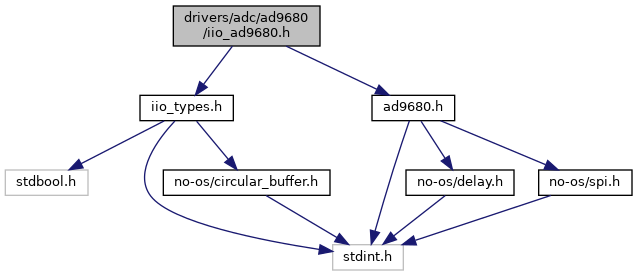 drivers/adc/ad9680
/iio_ad9680.h
iio_types.h
ad9680.h
stdbool.h
no-os/circular_buffer.h
no-os/delay.h
no-os/spi.h
stdint.h